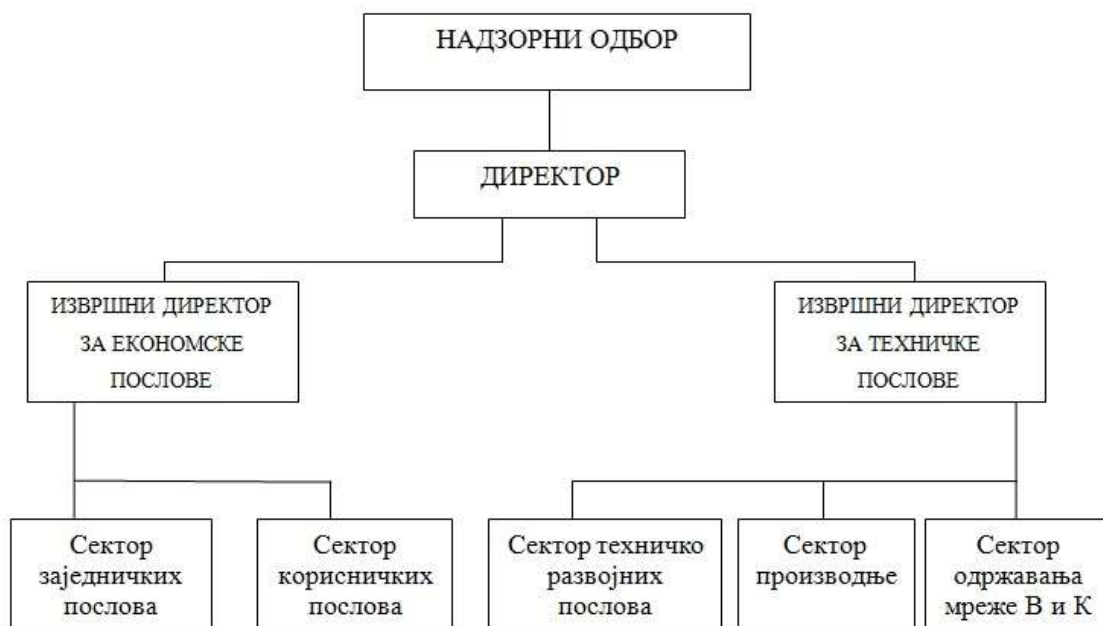 НАДЗОРНИ ОДБОР
ДИРЕКТОР
ИЗВРШНИ ДИРЕКТОР
ЗА ЕКОНОМСКЕ
ПОСЛОВЕ
ИЗВРШНИ ДИРЕКТОР
ЗА ТЕХНИЧКЕ
ПОСЛОВЕ
Сектор
заједничких
послова
Сектор
корисничких
послова
Сектор техничко
развојних
послова
Сектор
производње
Сектор
одржавања
мреже В и К